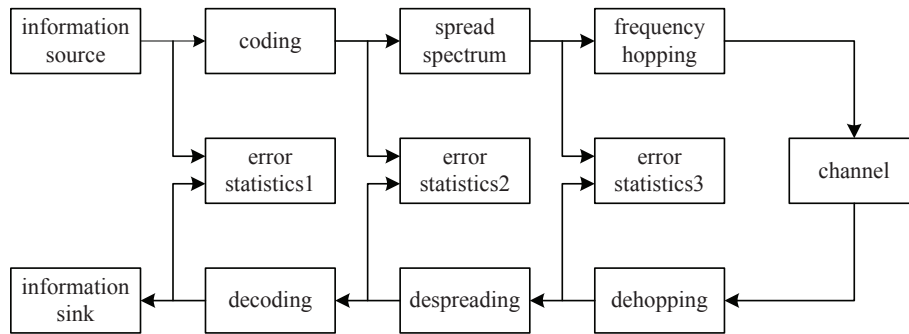 information
source
coding
spread
spectrum
frequency
hopping
error
statistics1
error
statistics2
error
statistics3
channel
information
sink
decoding
despreading
dehopping